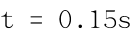 t = 0.15s